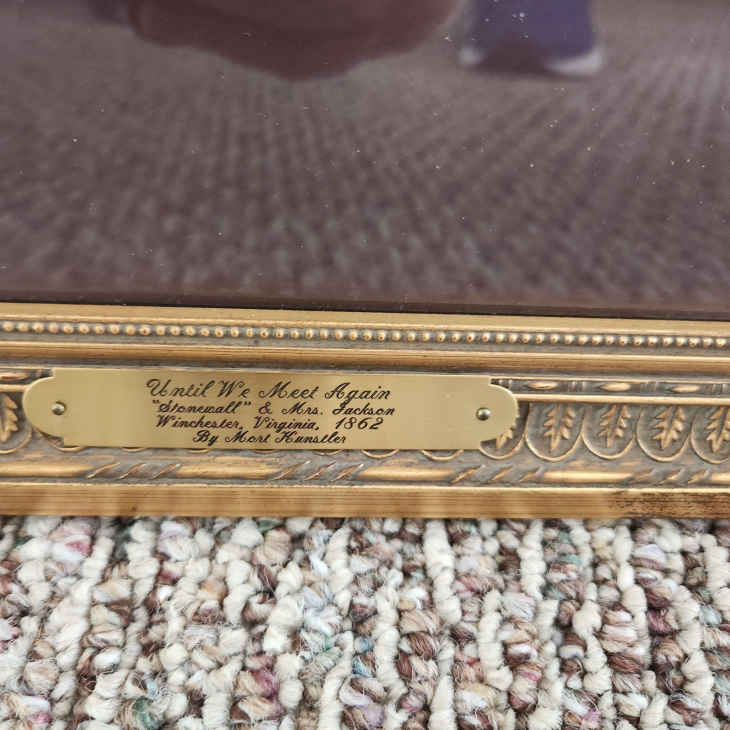 Until We Meet Again
"Stonewall" & Mrs. Jackson
Winchester, Virginia, 1862
By Mort Kunstler